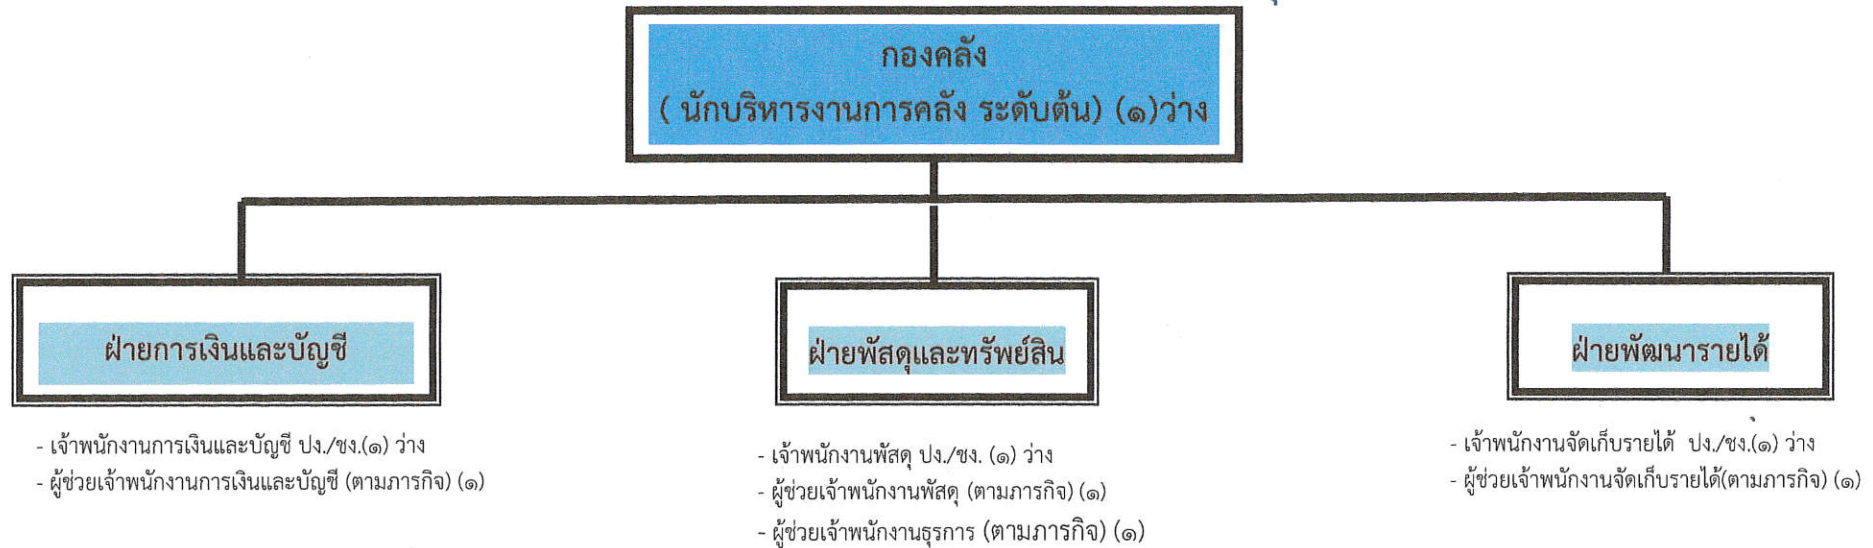 กองคลัง
( นักบริหารงานการคลัง ระดับต้น) (๑)ว่าง
ฝ่ายการเงินและบัญชี
- เจ้าพนักงานการเงินและบัญชี ปง./ชง.(๑) ว่าง
- ผู้ช่วยเจ้าพนักงานการเงินและบัญชี (ตามภารกิจ) (๑)
ฝ่ายพัสดุและทรัพย์สิน
- เจ้าพนักงานพัสดุ ปง./ชง. (๑) ว่าง
- ผู้ช่วยเจ้าพนักงานพัสดุ (ตามภารกิจ) (๑)
- ผู้ช่วยเจ้าพนักงานธุรการ (ตามภารกิจ) (๑)
ฝ่ายพัฒนารายได้
- เจ้าพนักงานจัดเก็บรายได้ ปง./ชง.(๑) ว่าง
- ผู้ช่วยเจ้าพนักงานจัดเก็บรายได้(ตามภารกิจ) (๑)